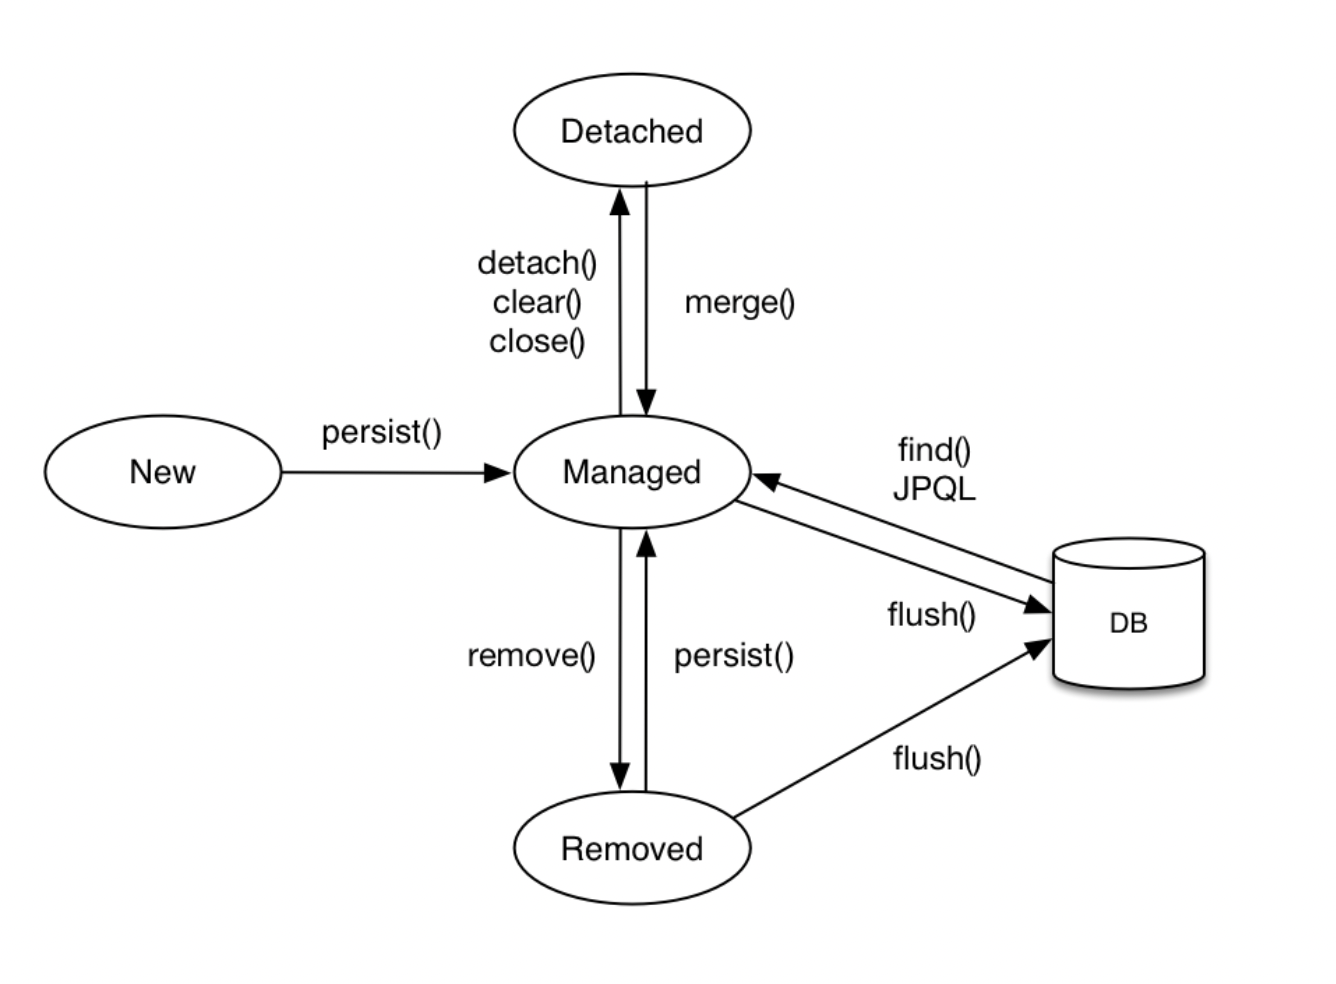 Detached
detach()
clear()
close()
merge()
New
persist()
Managed
find()
JPQL
flush()
DB
remove()
persist()
flush()
Removed